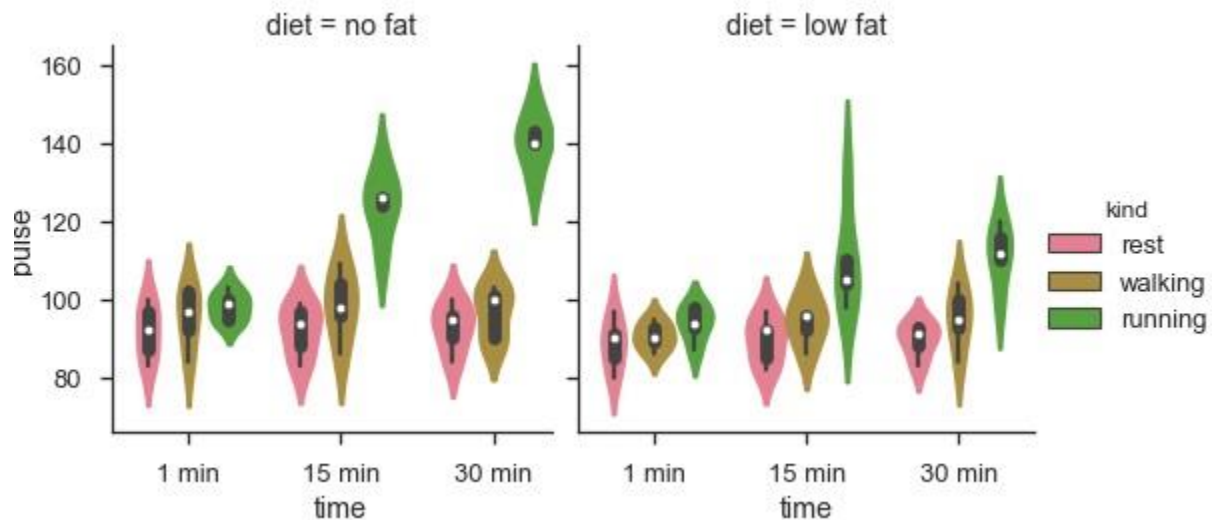 diet = no fat
diet = low fat
pulse
160
140
120
100
80
1 min
15 min
30 min
time
1 min
15 min
30 min
time
kind
rest
walking
running